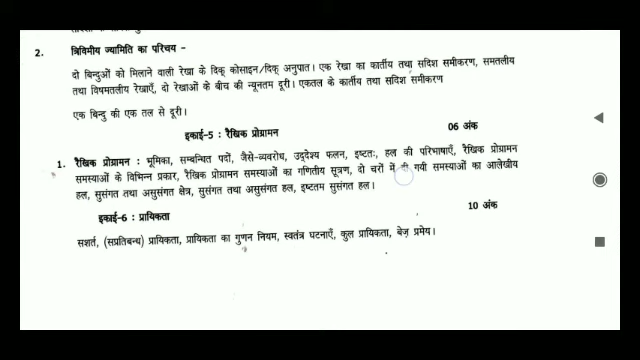 2. त्रिविमीय ज्यामिति का परिचय –
दो बिन्दुओं को मिलाने वाली रेखा के दिक् कोसाइन/दिक् अनुपात। एक रेखा का कार्तीय तथा सदिश समीकरण, समतलीय
तथा विषमतलीय रेखाएँ, दो रेखाओं के बीच की न्यूनतम दूरी। एकतल के कार्तीय तथा सदिश समीकरण
एक बिन्दु की एक तल से दूरी।
इकाई-5 : रैखिक प्रोग्रामन 06 अंक
1. रैखिक प्रोग्रामन : भूमिका, सम्बन्धित पदों, जैसे-व्यवरोध, उद्देश्य फलन, इष्टतः, हल की परिभाषाएँ, रैखिक प्रोग्रामन
समस्याओं के विभिन्न प्रकार, रैखिक प्रोग्रामन समस्याओं का गणितीय सूत्रण, दो चरों में दी गयी समस्याओं का आलेखीय
हल, सुसंगत तथा असुसंगत क्षेत्र, सुसंगत तथा असुसंगत हल, इष्टतम सुसंगत हल।
इकाई-6 : प्रायिकता 10 अंक
सशर्त, (सप्रतिबन्ध) प्रायिकता, प्रायिकता का गुणन नियम, स्वतंत्र घटनाएँ, कुल प्रायिकता, बेज़ प्रमेय।